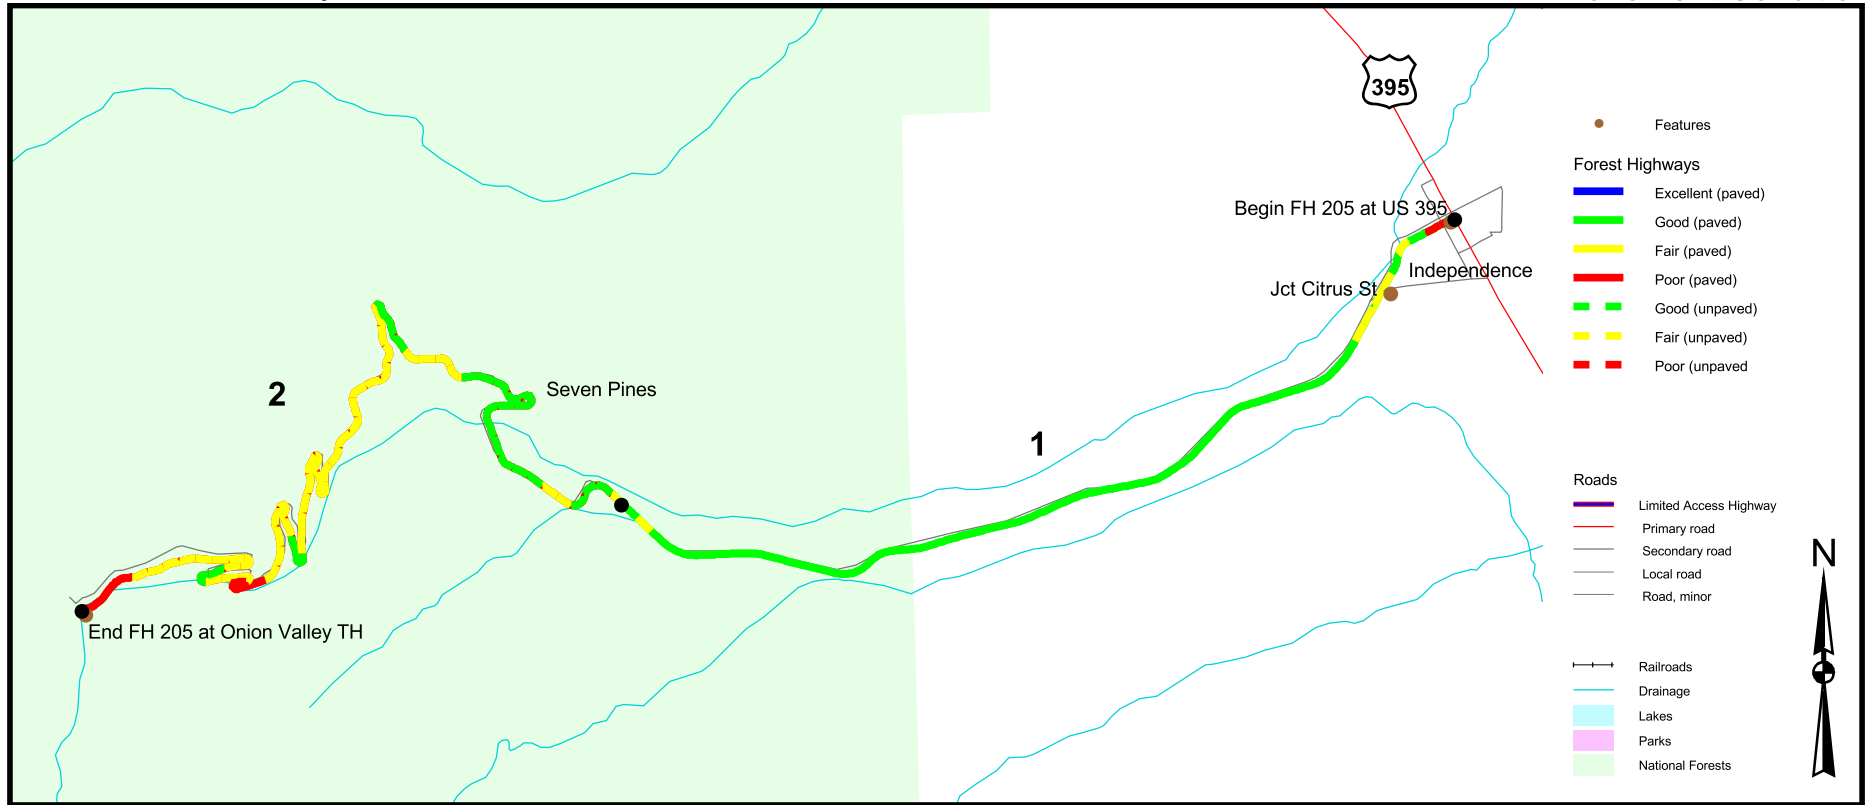 395
Features
Forest Highways
Begin FH 205 at US 395
Excellent (paved)
Good (paved)
Fair (paved)
Independence
Poor (paved)
Jct Citrus St
Good (unpaved)
Fair (unpaved)
Poor (unpaved
2
Seven Pines
1
Roads
Limited Access Highway
Primary road
Secondary road
Local road
Road, minor
N
End FH 205 at Onion Valley TH
Railroads
Drainage
Lakes
Parks
National Forests